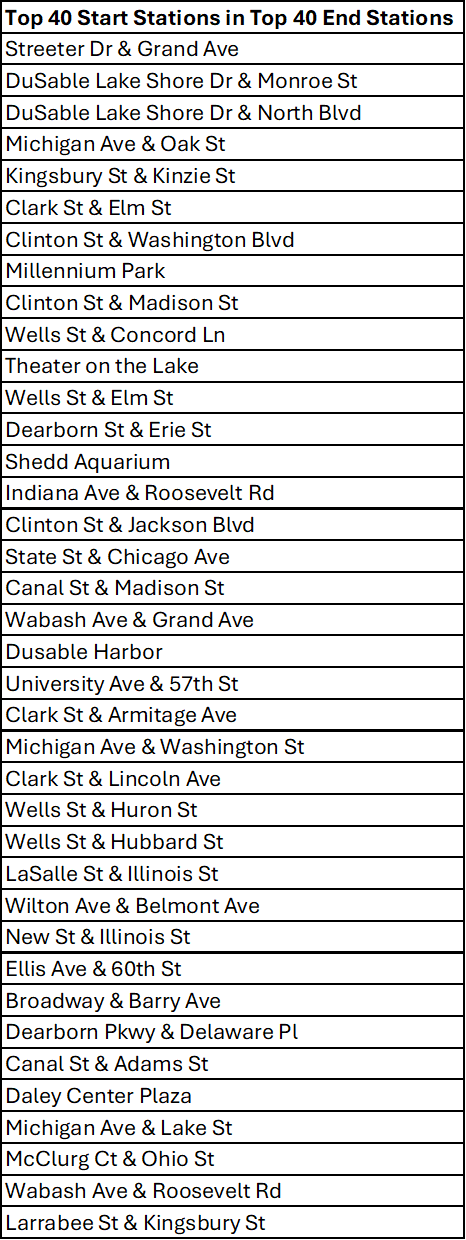 Top 40 Start Stations in Top 40 End Stations
Streeter Dr & Grand Ave
DuSable Lake Shore Dr & Monroe St
DuSable Lake Shore Dr & North Blvd
Michigan Ave & Oak St
Kingsbury St & Kinzie St
Clark St & Elm St
Clinton St & Washington Blvd
Millennium Park
Clinton St & Madison St
Wells St & Concord Ln
Theater on the Lake
Wells St & Elm St
Dearborn St & Erie St
Shedd Aquarium
Indiana Ave & Roosevelt Rd
Clinton St & Jackson Blvd
State St & Chicago Ave
Canal St & Madison St
Wabash Ave & Grand Ave
Dusable Harbor
University Ave & 57th St
Clark St & Armitage Ave
Michigan Ave & Washington St
Clark St & Lincoln Ave
Wells St & Huron St
Wells St & Hubbard St
LaSalle St & Illinois St
Wilton Ave & Belmont Ave
New St & Illinois St
Ellis Ave & 60th St
Broadway & Barry Ave
Dearborn Pkwy & Delaware Pl
Canal St & Adams St
Daley Center Plaza
Michigan Ave & Lake St
McClurg Ct & Ohio St
Wabash Ave & Roosevelt Rd
Larrabee St & Kingsbury St